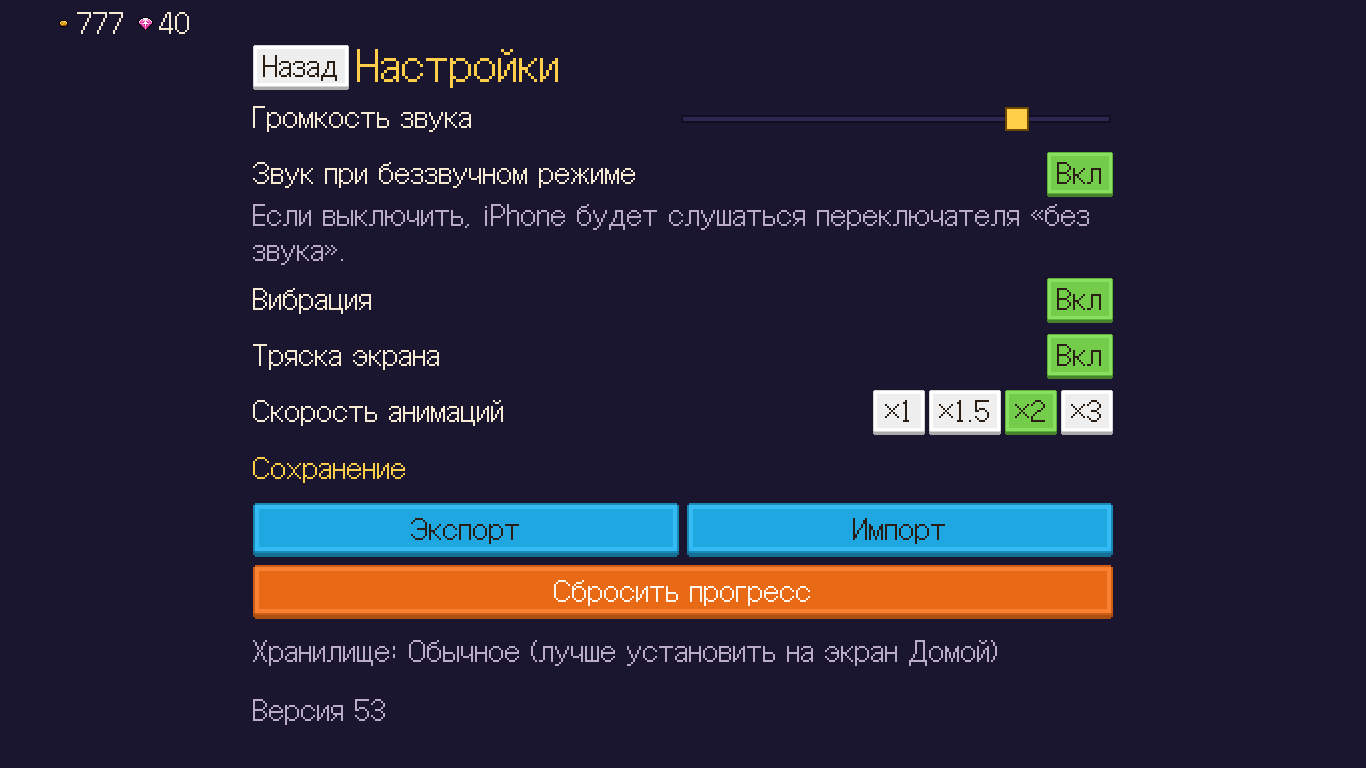 777 40
Назад Настройки
Громкость звука
Звук при беззвучном режиме Вкл
Если выключить, iPhone будет слушаться переключателя «без
звука».
Вибрация Вкл
Тряска экрана Вкл
Скорость анимаций ×1 ×1.5 ×2 ×3
Сохранение
Экспорт Импорт
Сбросить прогресс
Хранилище: Обычное (лучше установить на экран Домой)
Версия 53